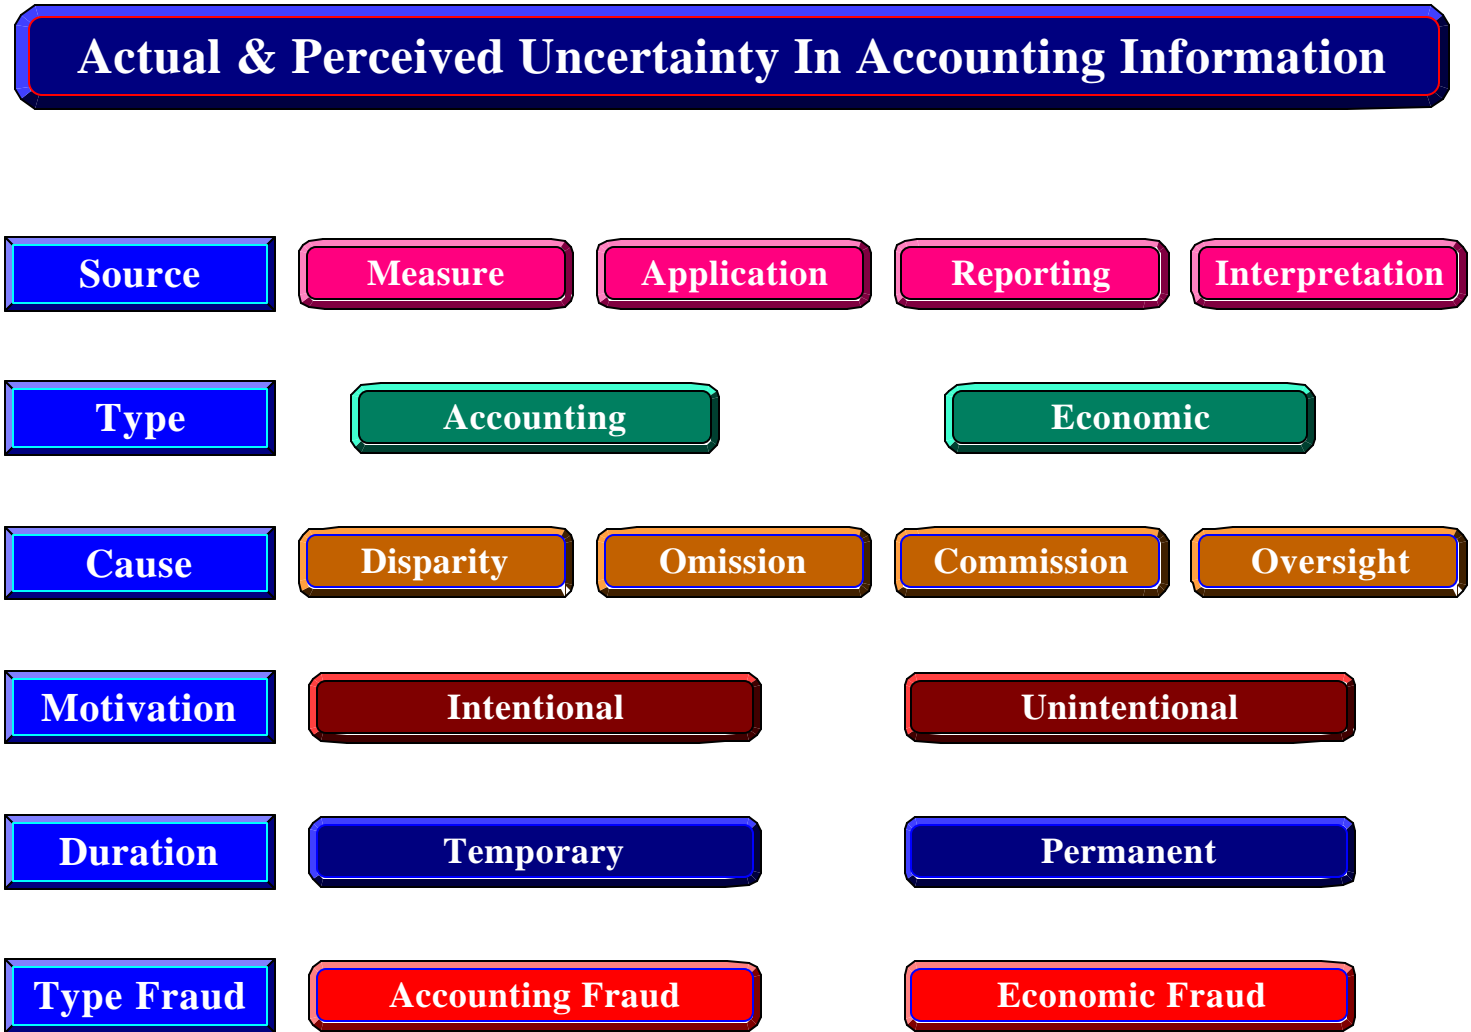 Actual & Perceived Uncertainty In Accounting Information
Source Measure Application Reporting Interpretation
Type Accounting Economic
Cause Disparity Omission Commission Oversight
Motivation Intentional Unintentional
Duration Temporary Permanent
Type Fraud Accounting Fraud Economic Fraud